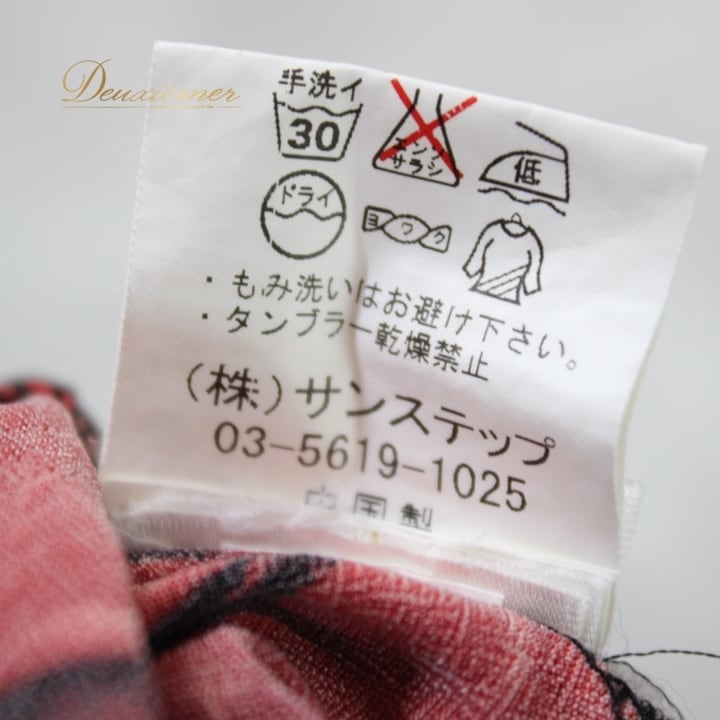 Deuxiemer
手洗イ
30
エンソ
サラシ
低
ドライ
ヨワク
・もみ洗いはお避け下さい。
・タンブラー乾燥禁止
(株)サンステップ
03-5619-1025
中国製